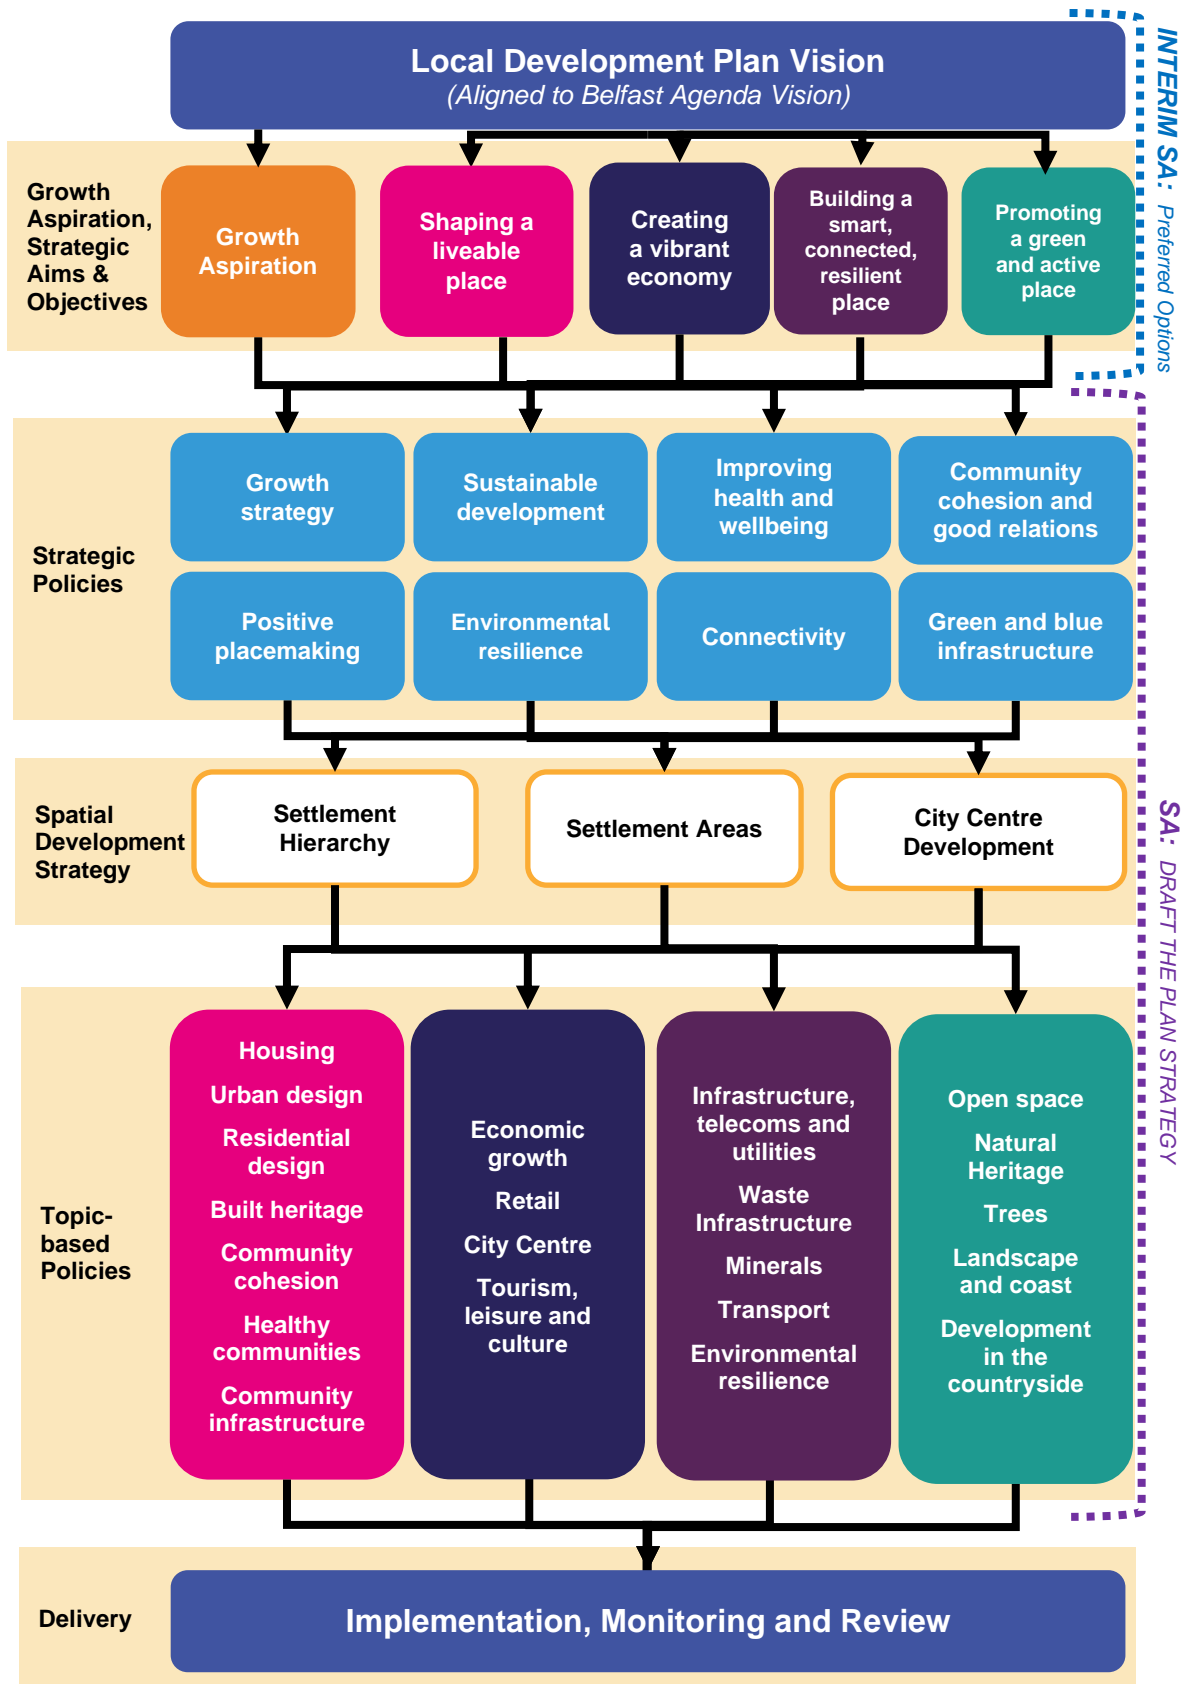 Local Development Plan Vision
(Aligned to Belfast Agenda Vision)
INTERIM SA: Preferred Options
Growth
Aspiration,
Strategic
Aims &
Objectives
Growth
Aspiration
Shaping a
liveable
place
Creating
a vibrant
economy
Building a
smart,
connected,
resilient
place
Promoting
a green
and active
place
Strategic
Policies
Growth
strategy
Sustainable
development
Improving
health and
wellbeing
Community
cohesion and
good relations
Positive
placemaking
Environmental
resilience
Connectivity
Green and blue
infrastructure
SA: DRAFT THE PLAN STRATEGY
Spatial
Development
Strategy
Settlement
Hierarchy
Settlement Areas
City Centre
Development
Topic-
based
Policies
Housing
Urban design
Residential
design
Built heritage
Community
cohesion
Healthy
communities
Community
infrastructure
Economic
growth
Retail
City Centre
Tourism,
leisure and
culture
Infrastructure,
telecoms and
utilities
Waste
Infrastructure
Minerals
Transport
Environmental
resilience
Open space
Natural
Heritage
Trees
Landscape
and coast
Development
in the
countryside
Delivery
Implementation, Monitoring and Review